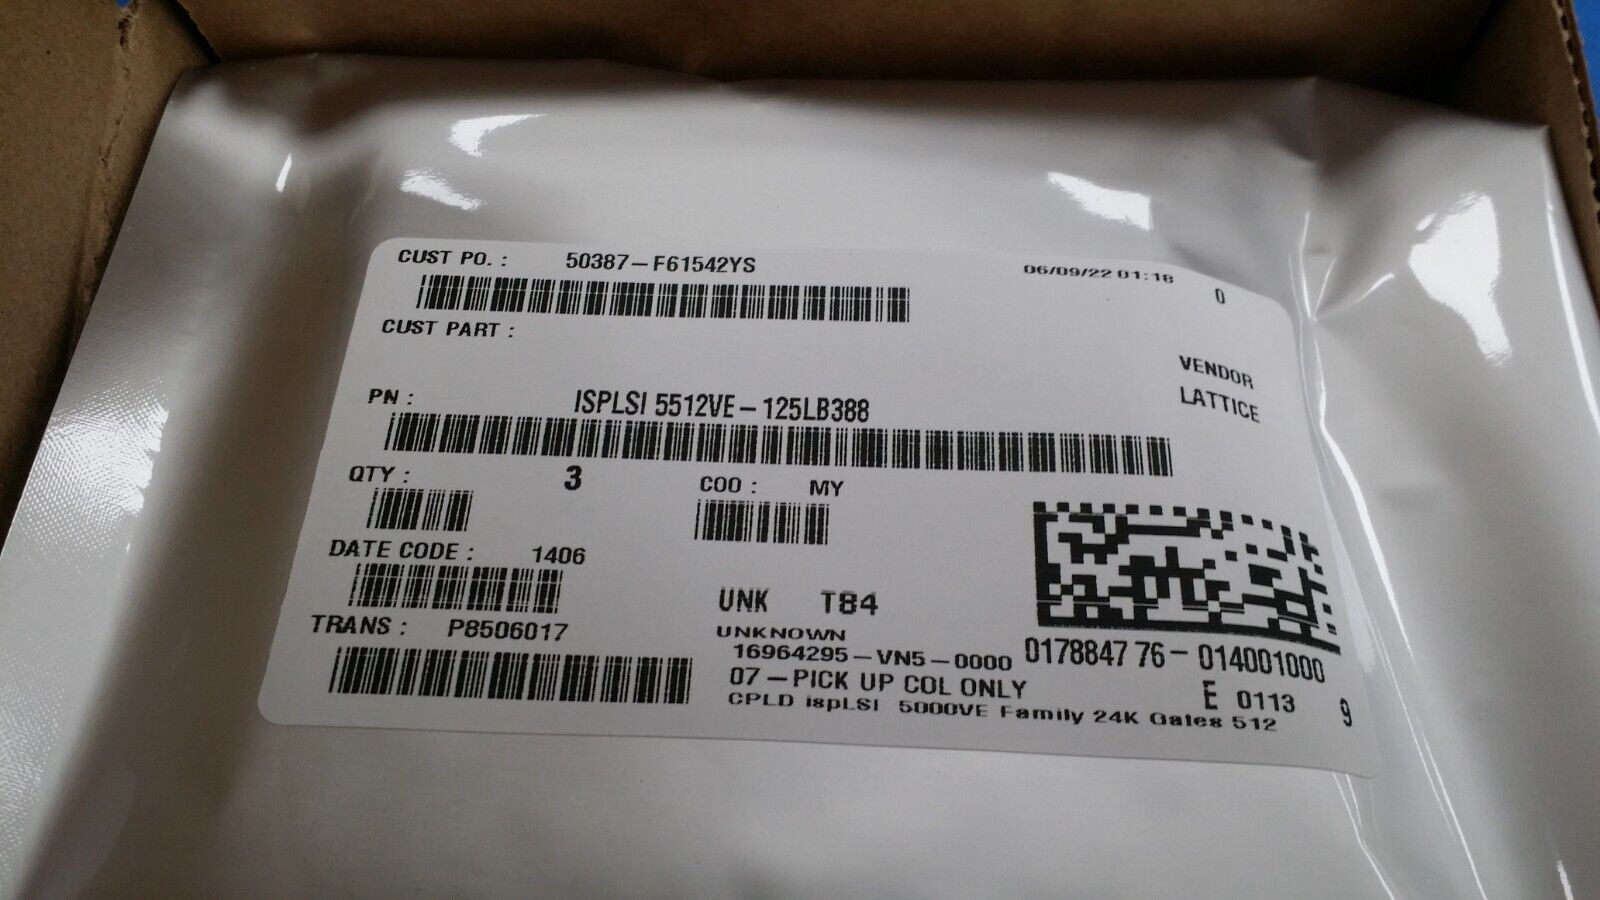 CUST PO. : 50387-F61542YS 06/09/22 01:18
0
CUST PART :
VENDOR
LATTICE
PN : ISPLSI 5512VE-125LB388
QTY : 3 COO : MY
DATE CODE : 1406
UNK T84
TRANS : P8506017
UNKNOWN
16964295-VN5-0000 017884776-014001000
07-PICK UP COL ONLY E 0113 9
CPLD ispLSI 5000VE Family 24K Gates 512